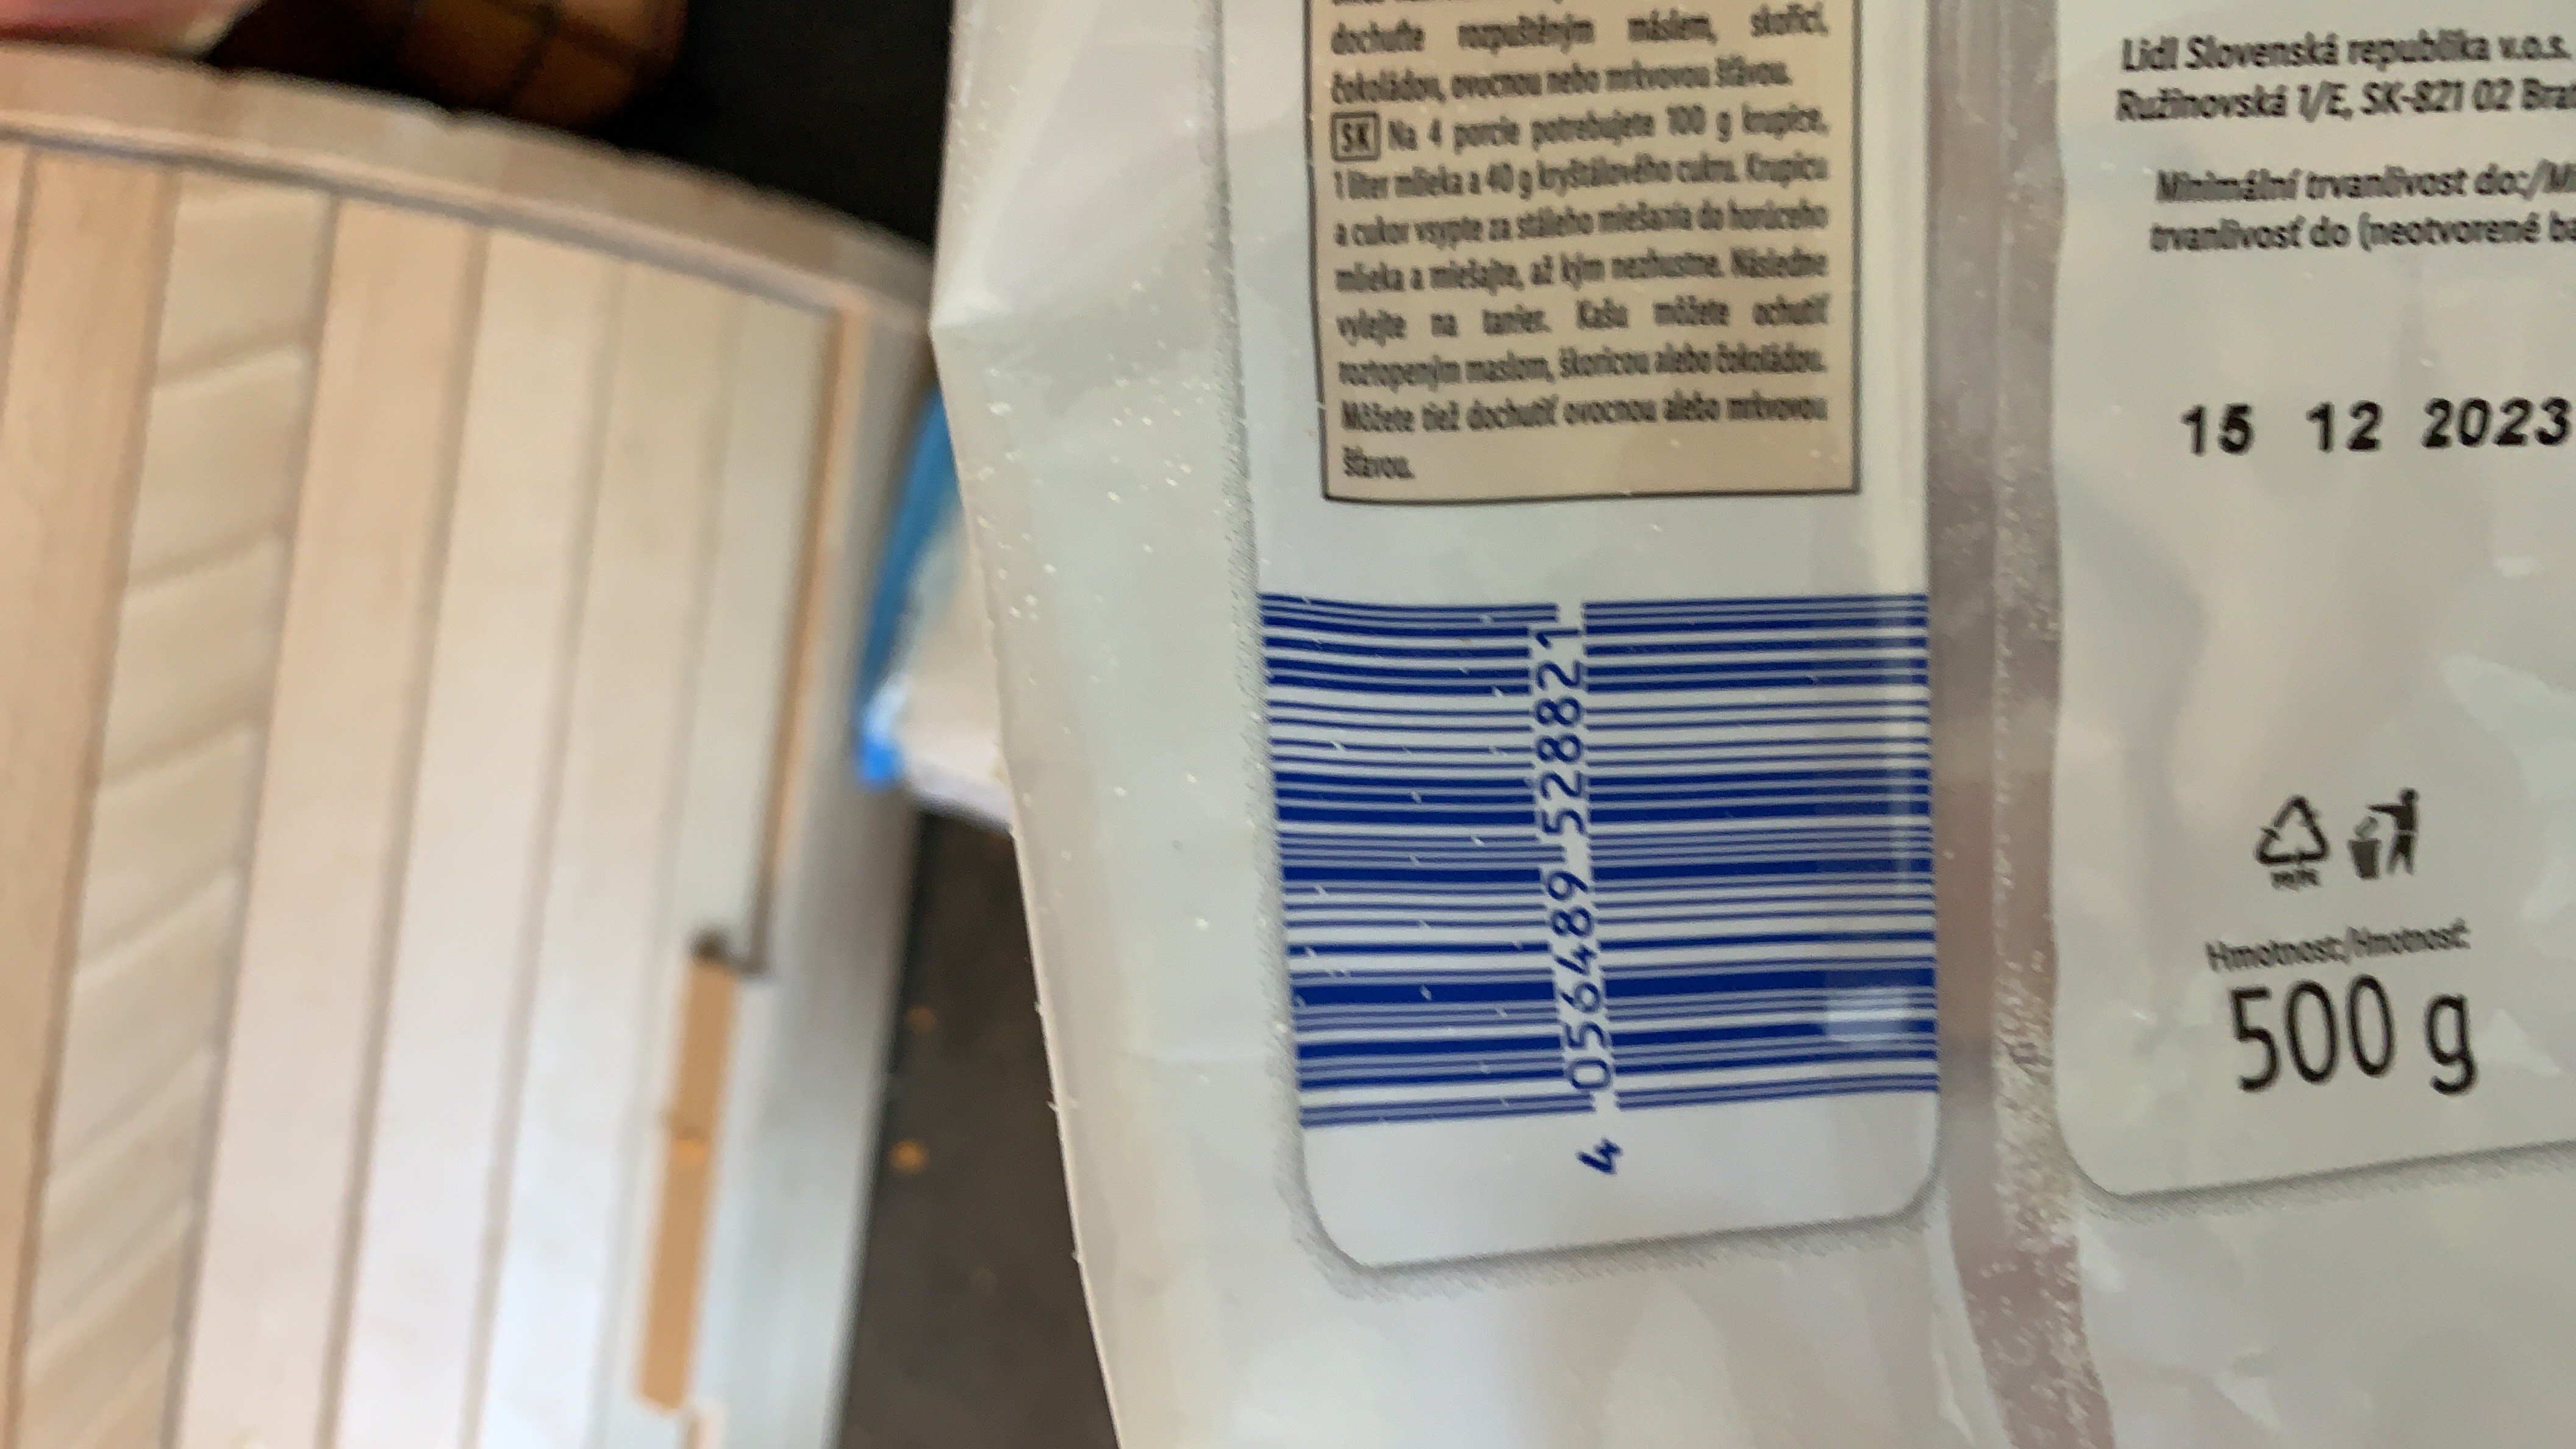 dochuťte rozpuštěným máslem, skořicí,
čokoládou, ovocnou nebo mrkvovou šťávou.
SK Na 4 porcie potrebujete 100 g krupice,
1 liter mlieka a 40 g kryštálového cukru. Krupicu
a cukor vsypte za stáleho miešania do horúceho
mlieka a miešajte, až kým nezhustne. Následne
vylejte na tanier. Kašu môžete ochutiť
roztopeným maslom, škoricou alebo čokoládou.
Môžete tiež dochutiť ovocnou alebo mrkvovou
šťavou.
4 056489 528821
Lidl Slovenská republika v.o.s.
Ružinovská 1/E, SK-821 02
Minimální trvanlivost do:/
trvanlivosť do (neotvorené
15 12 2023
Hmotnost:/Hmotnosť:
500 g